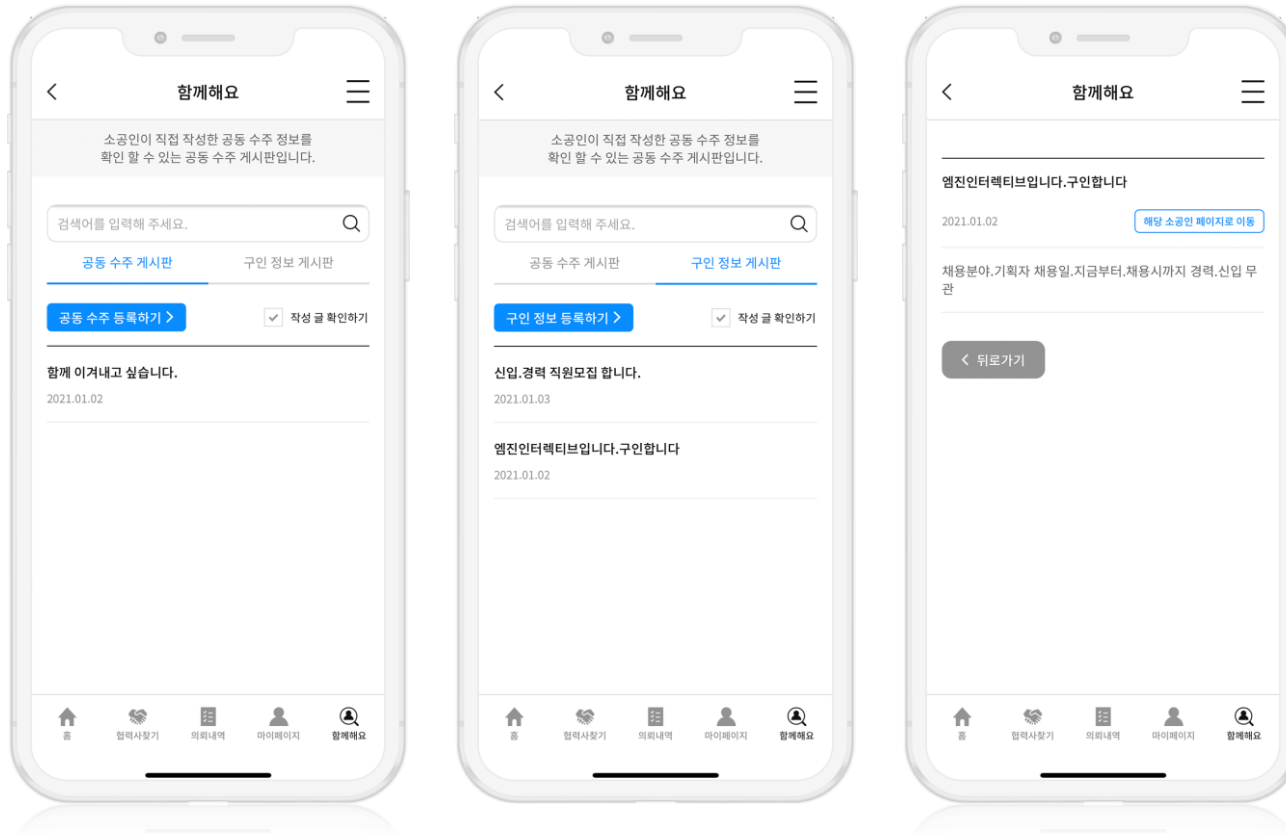 함께해요
소공인이 직접 작성한 공동 수주 정보를
확인 할 수 있는 공동 수주 게시판입니다.
검색어를 입력해 주세요.
공동 수주 게시판 구인 정보 게시판
공동 수주 등록하기 작성 글 확인하기
함께 이겨내고 싶습니다.
2021.01.02
홈 협력사찾기 의뢰내역 마이페이지 함께해요
함께해요
소공인이 직접 작성한 공동 수주 정보를
확인 할 수 있는 공동 수주 게시판입니다.
검색어를 입력해 주세요.
공동 수주 게시판 구인 정보 게시판
구인 정보 등록하기 작성 글 확인하기
신입.경력 직원모집 합니다.
2021.01.03
엠진인터렉티브입니다.구인합니다
2021.01.02
홈 협력사찾기 의뢰내역 마이페이지 함께해요
함께해요
엠진인터렉티브입니다.구인합니다
2021.01.02 해당 소공인 페이지로 이동
채용분야.기획자 채용일.지금부터.채용시까지 경력.신입 무
관
뒤로가기
홈 협력사찾기 의뢰내역 마이페이지 함께해요